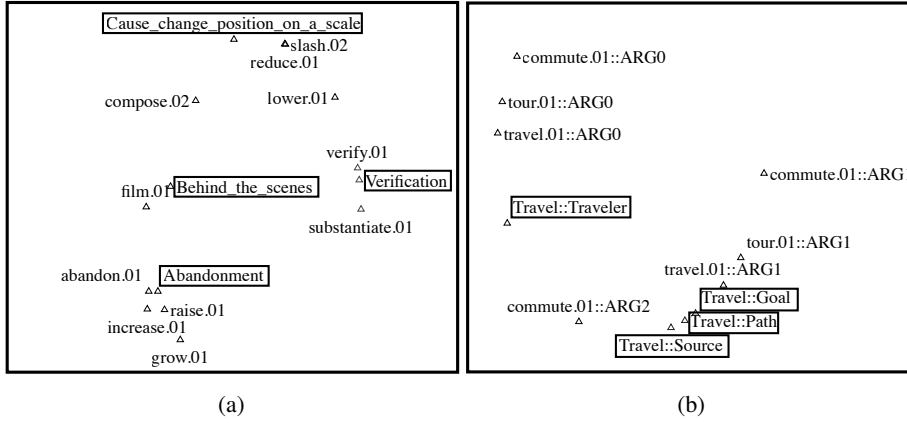 Cause_change_position_on_a_scale
slash.02
reduce.01
compose.02
lower.01
verify.01
film.01
Behind_the_scenes
Verification
substantiate.01
abandon.01
Abandonment
raise.01
increase.01
grow.01
(a)
commute.01::ARG0
tour.01::ARG0
travel.01::ARG0
commute.01::ARG1
Travel::Traveler
tour.01::ARG1
travel.01::ARG1
Travel::Goal
commute.01::ARG2
Travel::Path
Travel::Source
(b)